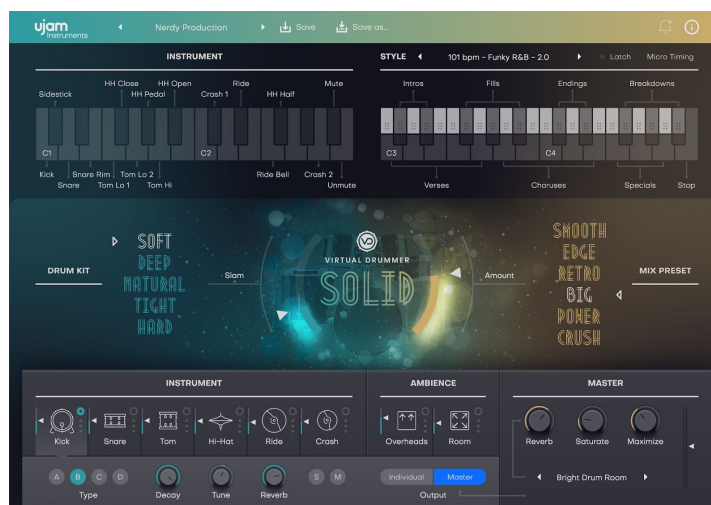 ujam
instruments
Nerdy Production
Save
Save as...
INSTRUMENT
STYLE
101 bpm - Funky R&B - 2.0
Latch
Micro Timing
HH Close
HH Open
Ride
Mute
Sidestick
HH Pedal
Crash 1
HH Half
Intros
Fills
Endings
Breakdowns
C1
C2
C3
C4
Kick
Snare Rim
Tom Lo 2
Ride Bell
Crash 2
Snare
Tom Lo 1
Tom Hi
Unmute
Verses
Choruses
Specials
Stop
DRUM KIT
SOFT
DEEP
NATURAL
TIGHT
HARD
Slam
VIRTUAL DRUMMER
SOLID
Amount
SMOOTH
EDGE
RETRO
BIG
POWER
CRUSH
MIX PRESET
INSTRUMENT
AMBIENCE
MASTER
Kick
Snare
Tom
Hi-Hat
Ride
Crash
Overheads
Room
Reverb
Saturate
Maximize
A
B
C
D
S
M
Individual
Master
Bright Drum Room
Type
Decay
Tune
Reverb
Output